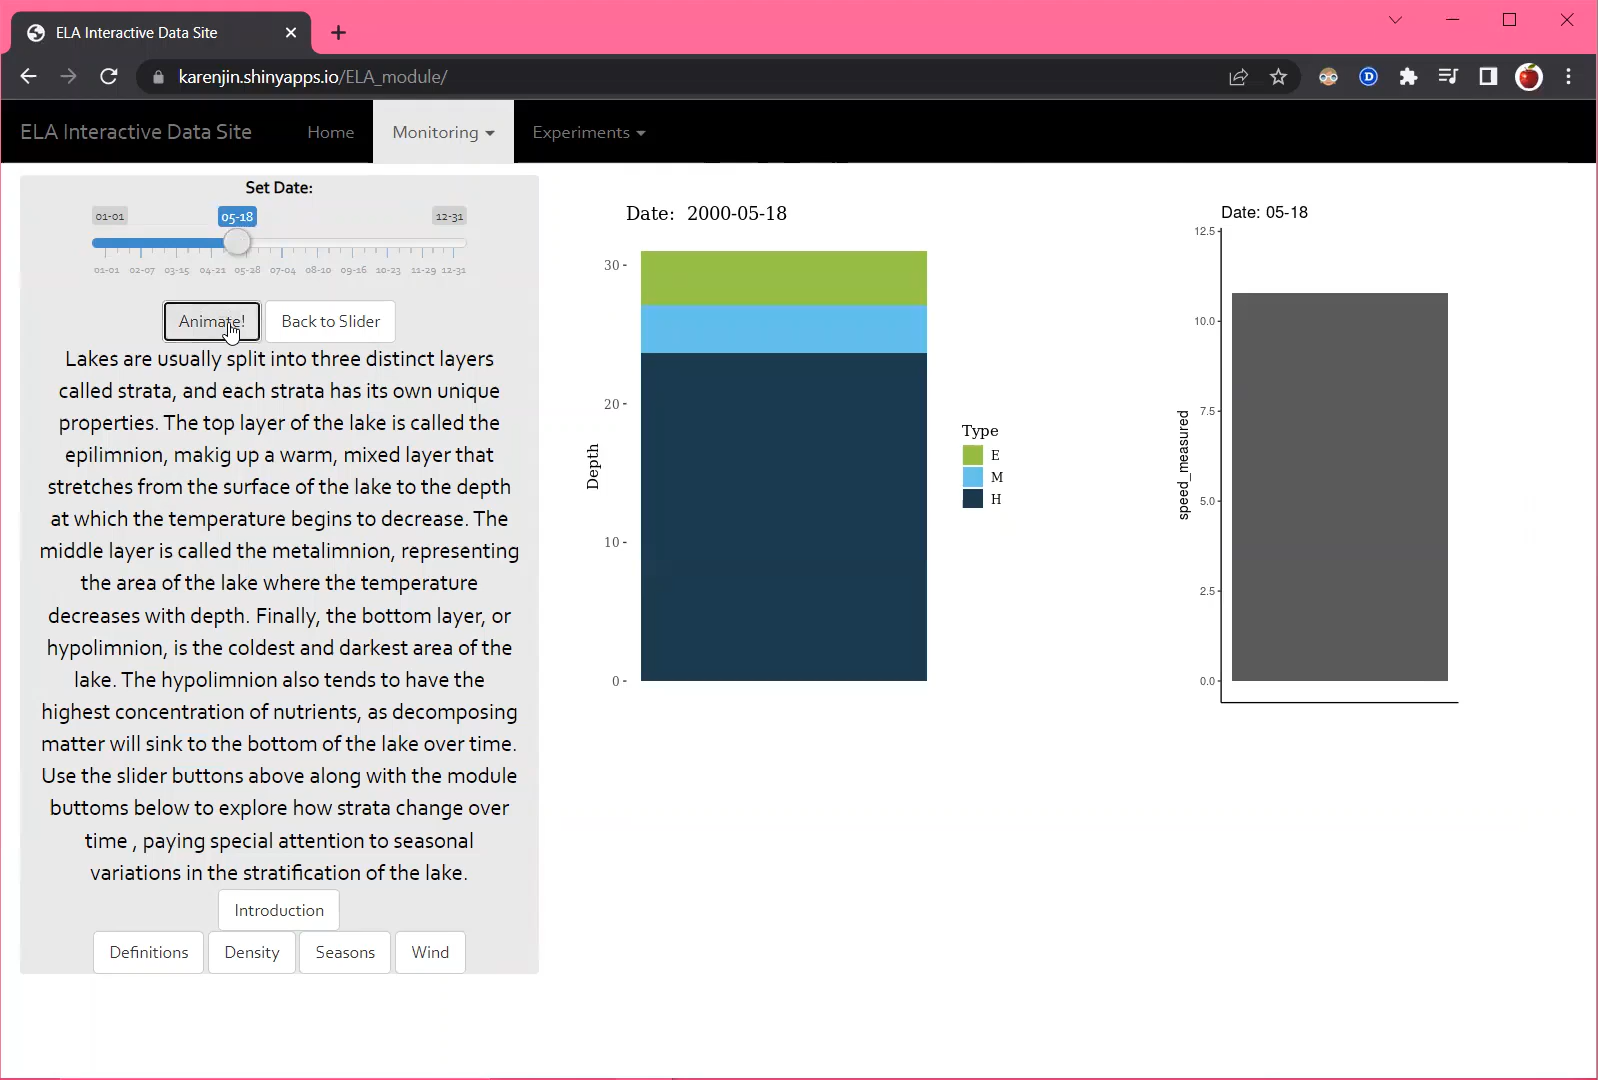 ELA Interactive Data Site
karenjin.shinyapps.io/ELA_module/
ELA Interactive Data Site Home Monitoring Experiments
Set Date:
01-01 05-18 12-31
01-01 02-07 03-15 04-21 05-28 07-04 08-10 09-16 10-23 11-29 12-31
Animate! Back to Slider
Lakes are usually split into three distinct layers
called strata, and each strata has its own unique
properties. The top layer of the lake is called the
epilimnion, makig up a warm, mixed layer that
stretches from the surface of the lake to the depth
at which the temperature begins to decrease. The
middle layer is called the metalimnion, representing
the area of the lake where the temperature
decreases with depth. Finally, the bottom layer, or
hypolimnion, is the coldest and darkest area of the
lake. The hypolimnion also tends to have the
highest concentration of nutrients, as decomposing
matter will sink to the bottom of the lake over time.
Use the slider buttons above along with the module
buttoms below to explore how strata change over
time , paying special attention to seasonal
variations in the stratification of the lake.
Introduction
Definitions Density Seasons Wind
Date: 2000-05-18
30
20
10
0
Depth
Type
E
M
H
Date: 05-18
12.5
10.0
7.5
5.0
2.5
0.0
speed_measured
D